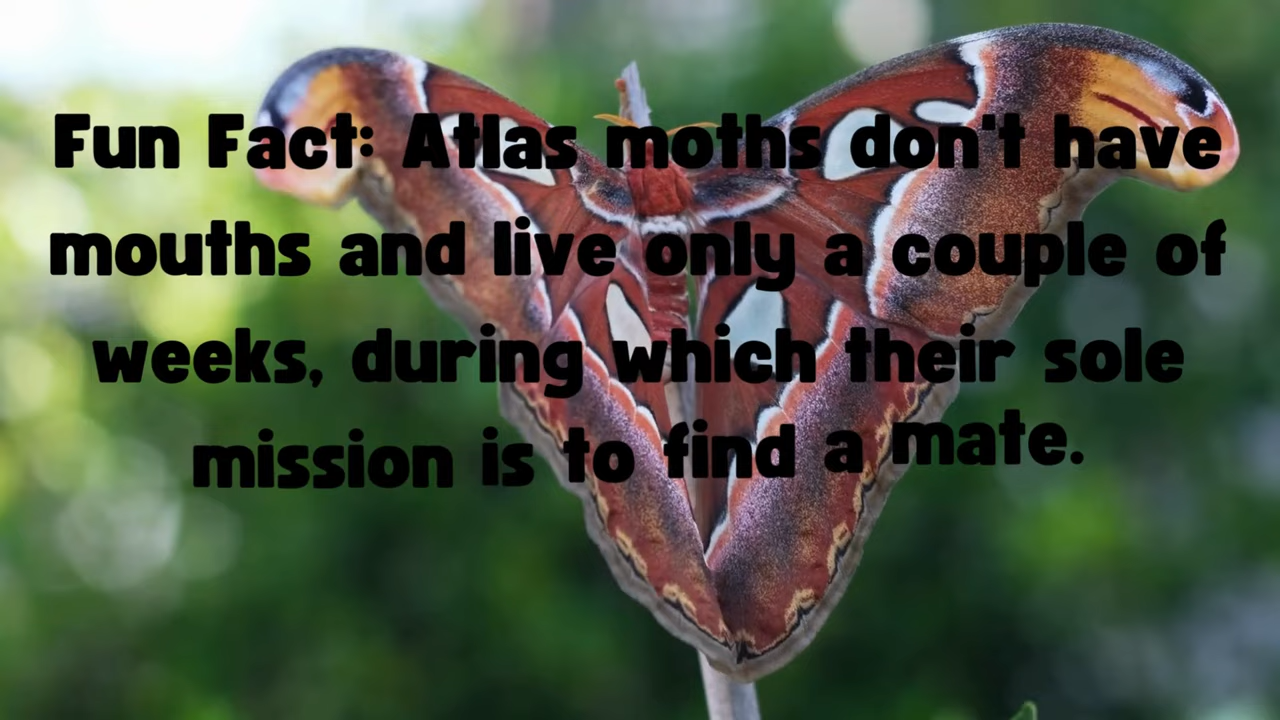 Fun Fact: Atlas moths don't have
mouths and live only a couple of
weeks, during which their sole
mission is to find a mate.